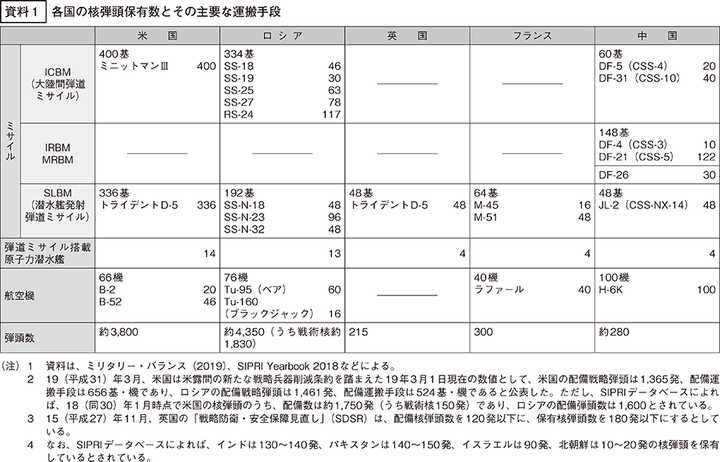 資料1 各国の核弾頭保有数とその主要な運搬手段
米 国 ロ シ ア 英 国 フランス 中 国
ミサイル
ICBM
（大陸間弾道
ミサイル）
400基
ミニットマンⅢ 400
334基
SS-18 46
SS-19 30
SS-25 63
SS-27 78
RS-24 117
――――
――――
60基
DF-5（CSS-4） 20
DF-31（CSS-10） 40
IRBM
MRBM
――――
――――
――――
――――
148基
DF-4（CSS-3） 10
DF-21（CSS-5） 122
DF-26 30
SLBM
（潜水艦発射
弾道ミサイル）
336基
トライデントD-5 336
192基
SS-N-18 48
SS-N-23 96
SS-N-32 48
48基
トライデントD-5 48
64基
M-45 16
M-51 48
48基
JL-2（CSS-NX-14） 48
弾道ミサイル搭載
原子力潜水艦
14 13 4 4 4
航空機
66機
B-2 20
B-52 46
76機
Tu-95（ベア） 60
Tu-160
（ブラックジャック） 16
――――
40機
ラファール 40
100機
H-6K 100
弾頭数 約3,800 約4,350（うち戦術核約
1,830） 215 300 約280
（注）1 資料は、ミリタリー・バランス（2019）、SIPRI Yearbook 2018などによる。
2 19（平成31）年3月、米国は米露間の新たな戦略兵器削減条約を踏まえた19年3月1日現在の数値として、米国の配備戦略弾頭は1,365発、配備
運搬手段は656基・機であり、ロシアの配備戦略弾頭は1,461発、配備運搬手段は524基・機であると公表した。ただし、SIPRIデータベースによ
れば、18（同30）年1月時点で米国の核弾頭のうち、配備数は約1,750発（うち戦術核150発）であり、ロシアの配備弾頭数は1,600とされている。
3 15（平成27）年11月、英国の「戦略防衛・安全保障見直し」（SDSR）は、配備核弾頭数を120発以下に、保有核弾頭数を180発以下にするとして
いる。
4 なお、SIPRIデータベースによれば、インドは130～140発、パキスタンは140～150発、イスラエルは90発、北朝鮮は10～20発の核弾頭を保有
しているとされている。